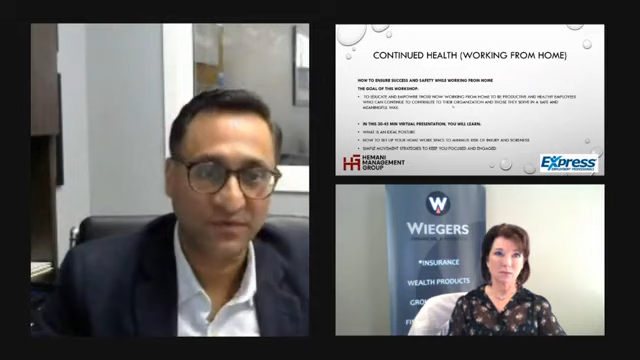 CONTINUED HEALTH (WORKING FROM HOME)
HOW TO ENSURE SUCCESS AND SAFETY WHILE WORKING FROM HOME
THE GOAL OF THIS WORKSHOP:
• TO EDUCATE AND EMPOWER THOSE NOW WORKING FROM HOME TO BE PRODUCTIVE AND HEALTHY EMPLOYEES
WHO CAN CONTINUE TO CONTRIBUTE TO THEIR ORGANIZATION AND THOSE THEY SERVE IN A SAFE AND
MEANINGFUL WAY.
IN THIS 30-45 MIN VIRTUAL PRESENTATION, YOU WILL LEARN:
• WHAT IS AN IDEAL POSTURE
• HOW TO SET UP YOUR HOME WORK SPACE TO MINIMIZE RISK OF INJURY AND SORENESS
• SIMPLE MOVEMENT STRATEGIES TO KEEP YOU FOCUSED AND ENGAGED
HEMANI
MANAGEMENT
GROUP
Express
EMPLOYMENT PROFESSIONALS
W
WIEGERS
*INSURANCE
WEALTH PRODUCTS